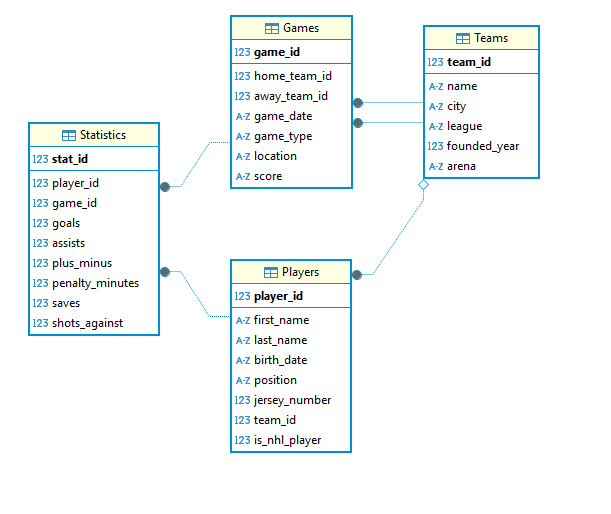 Games
123 game_id
123 home_team_id
123 away_team_id
A-Z game_date
A-Z game_type
A-Z location
A-Z score
Teams
123 team_id
A-Z name
A-Z city
A-Z league
123 founded_year
A-Z arena
Statistics
123 stat_id
123 player_id
123 game_id
123 goals
123 assists
123 plus_minus
123 penalty_minutes
123 saves
123 shots_against
Players
123 player_id
A-Z first_name
A-Z last_name
A-Z birth_date
A-Z position
123 jersey_number
123 team_id
123 is_nhl_player